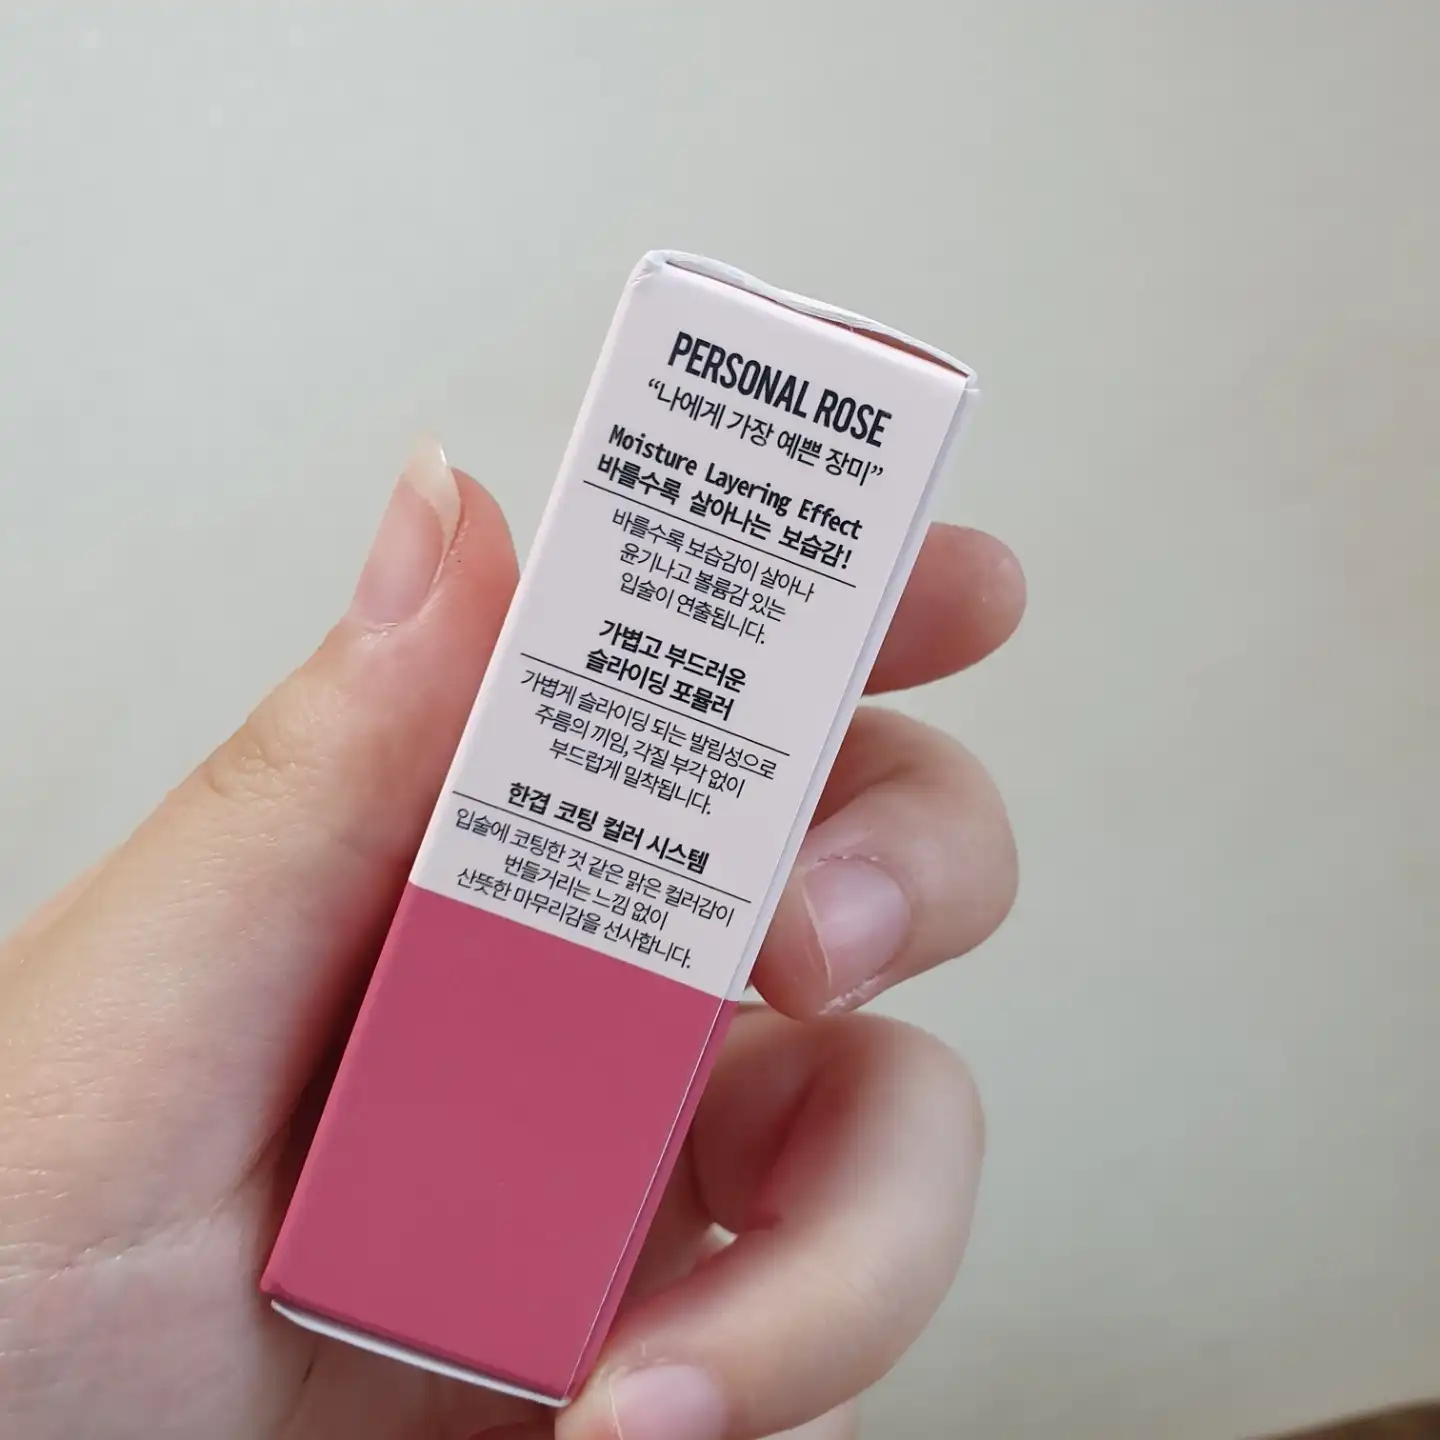 PERSONAL ROSE
“나에게 가장 예쁜 장미”
Moisture Layering Effect
바를수록 살아나는 보습감!
바를수록 보습감이 살아나
윤기나고 볼륨감 있는
입술이 연출됩니다.
가볍고 부드러운
슬라이딩 포뮬러
가볍게 슬라이딩 되는 발림성으로
주름의 끼임, 각질 부각 없이
부드럽게 밀착됩니다.
한겹 코팅 컬러 시스템
입술에 코팅한 것 같은 맑은 컬러감이
번들거리는 느낌 없이
산뜻한 마무리감을 선사합니다.